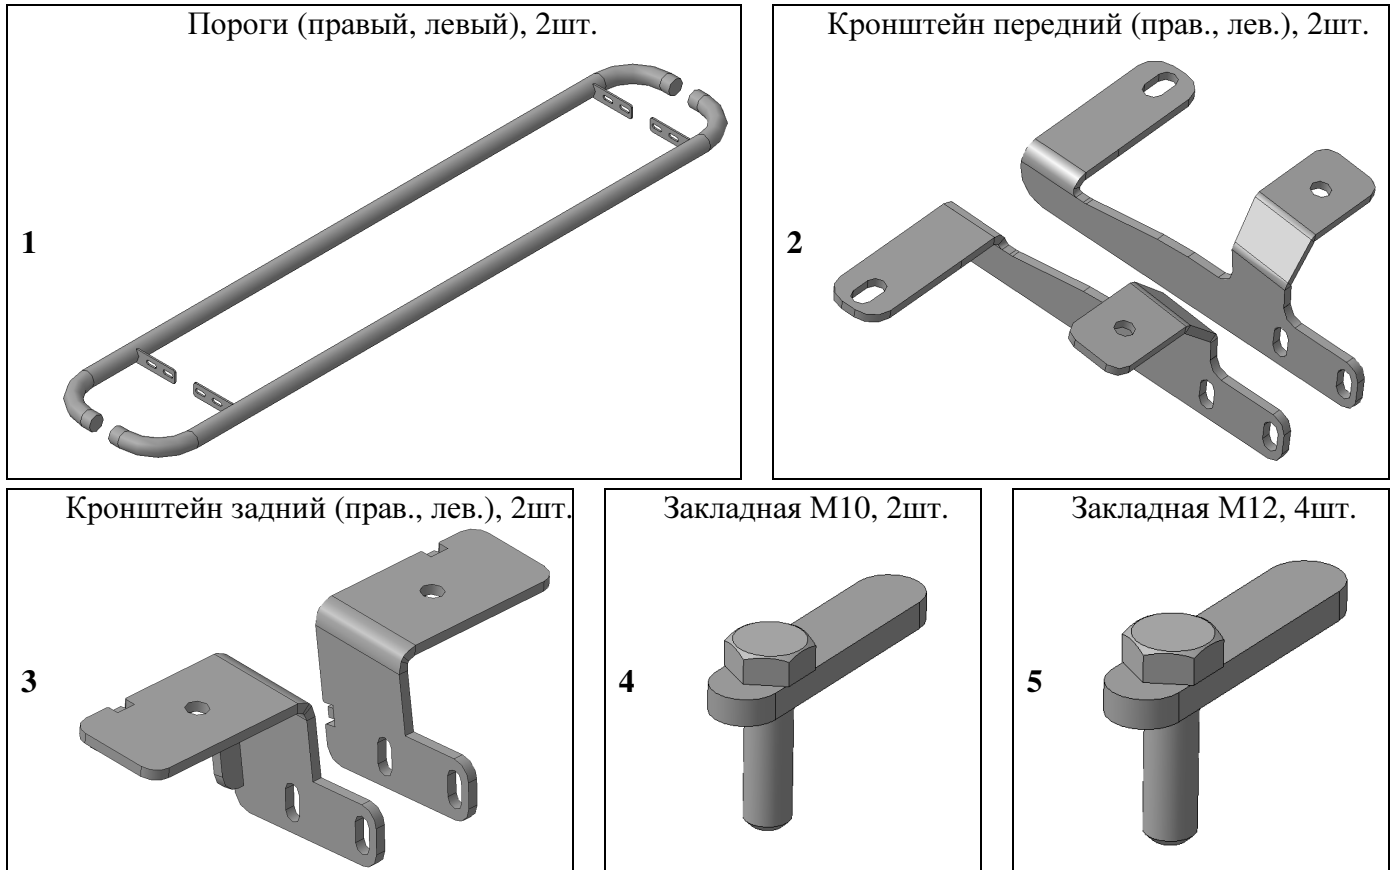 Пороги (правый, левый), 2шт.
1
Кронштейн передний (прав., лев.), 2шт.
2
Кронштейн задний (прав., лев.), 2шт.
3
Закладная М10, 2шт.
4
Закладная М12, 4шт.
5